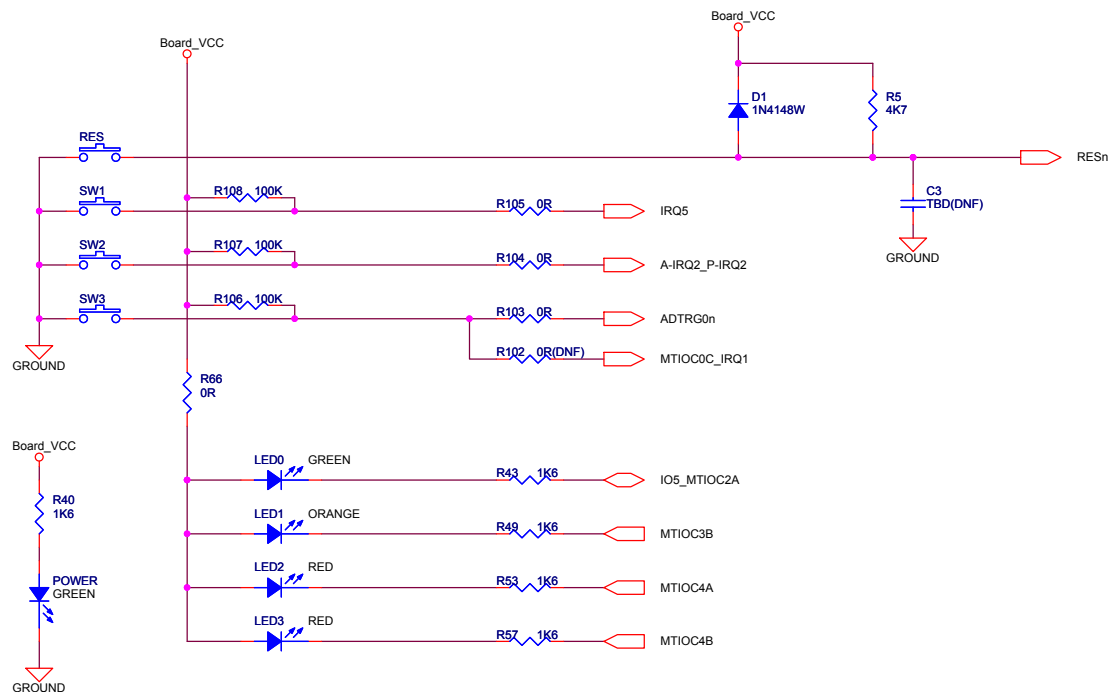 Board_VCC
Board_VCC
D1
1N4148W
R5
4K7
RES
RESn
SW1
R108 100K
R105 0R
IRQ5
C3
TBD(DNF)
GROUND
SW2
R107 100K
R104 0R
A-IRQ2_P-IRQ2
SW3
R106 100K
R103 0R
ADTRG0n
R102 0R(DNF)
MTIOC0C_IRQ1
GROUND
R66
0R
Board_VCC
R40
1K6
POWER
GREEN
GROUND
LED0 GREEN
R43 1K6
IO5_MTIOC2A
LED1 ORANGE
R49 1K6
MTIOC3B
LED2 RED
R53 1K6
MTIOC4A
LED3 RED
R57 1K6
MTIOC4B